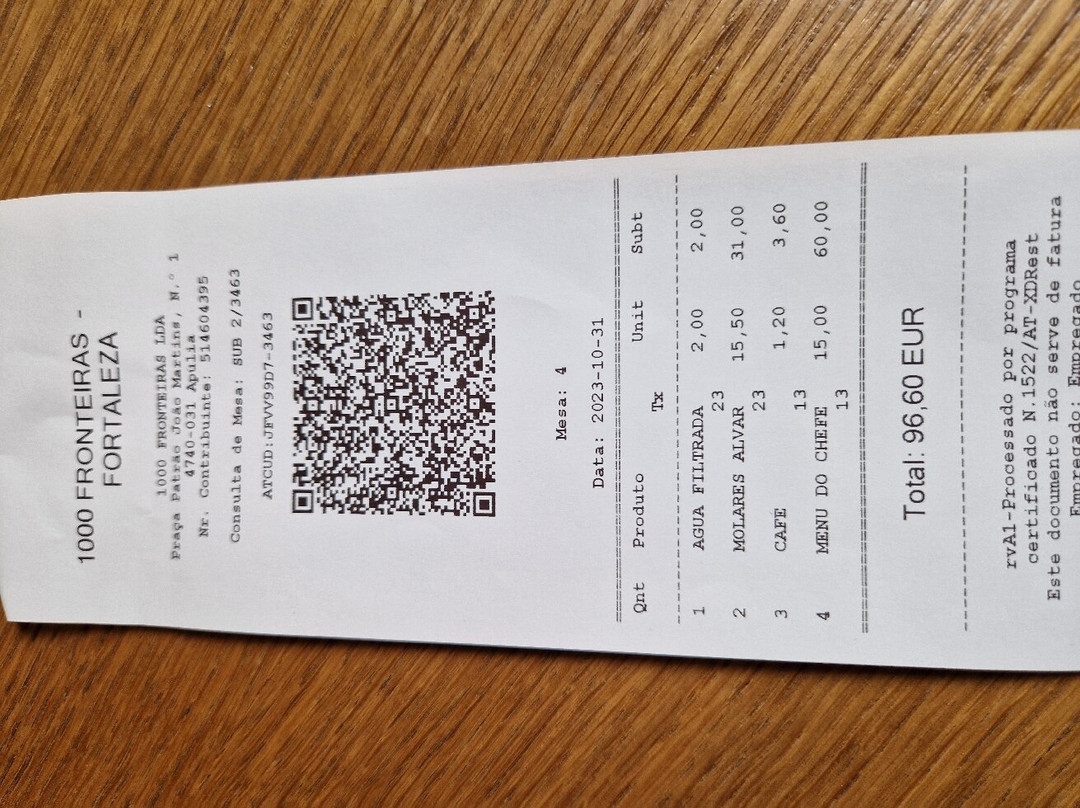 1000 FRONTEIRAS -
FORTALEZA
1000 FRONTEIRAS LDA
Praça Patrão João Martins, N.º 1
4740-031 Apulia
Nr. Contribuinte: 514604395
Consulta de Mesa: SUB 2/3463
ATCUD:JFVV99D7-3463
Mesa: 4
Data: 2023-10-31
Qnt Produto Unit Subt
Tx
1 AGUA FILTRADA 2,00 2,00
23
2 MOLARES ALVAR 15,50 31,00
23
3 CAFE 1,20 3,60
13
4 MENU DO CHEFE 15,00 60,00
13
Total: 96,60 EUR
rvA1-Processado por programa
certificado N.1522/AT-XDRest
Este documento não serve de fatura
Empregado: Empregado